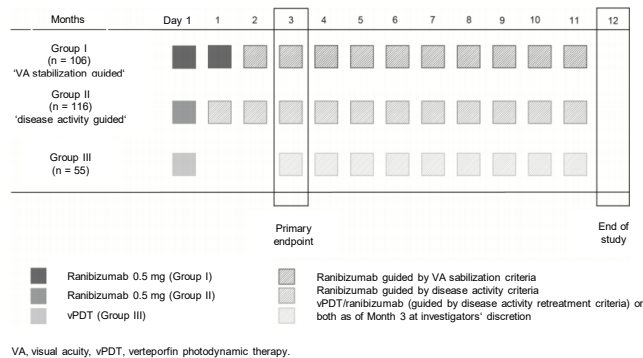 Months Day 1 1 2 3 4 5 6 7 8 9 10 11 12
Group I
(n = 106)
'VA stabilization guided'
Group II
(n = 116)
'disease activity guided'
Group III
(n = 55)
Primary
endpoint
End of
study
Ranibizumab 0.5 mg (Group I)
Ranibizumab 0.5 mg (Group II)
vPDT (Group III)
Ranibizumab guided by VA sabilization criteria
Ranibizumab guided by disease activity criteria
vPDT/ranibizumab (guided by disease activity retreatment criteria) or
both as of Month 3 at investigators' discretion
VA, visual acuity, vPDT, verteporfin photodynamic therapy.